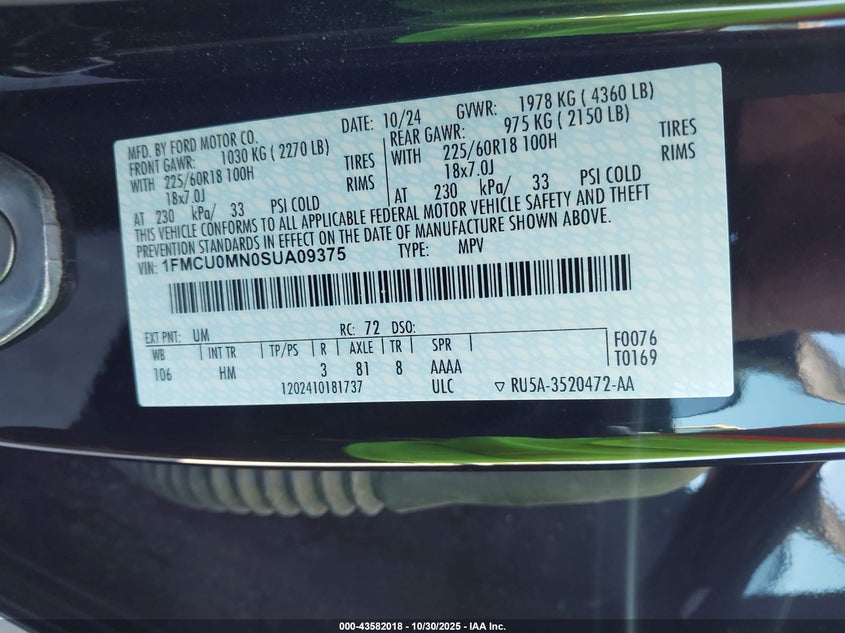 MFD. BY FORD MOTOR CO. DATE: 10/24 GVWR: 1978 KG ( 4360 LB)
FRONT GAWR: 1030 KG ( 2270 LB) REAR GAWR: 975 KG ( 2150 LB)
WITH 225/60R18 100H TIRES WITH 225/60R18 100H TIRES
18x7.0J RIMS 18x7.0J RIMS
AT 230 kPa/ 33 PSI COLD AT 230 kPa/ 33 PSI COLD
THIS VEHICLE CONFORMS TO ALL APPLICABLE FEDERAL MOTOR VEHICLE SAFETY AND THEFT
PREVENTION STANDARDS IN EFFECT ON THE DATE OF MANUFACTURE SHOWN ABOVE.
VIN: 1FMCU0MN0SUA09375 TYPE: MPV
EXT PNT: UM RC: 72 DSO: F0076
WB INT TR TP/PS R AXLE TR SPR T0169
106 HM 3 81 8 AAAA
1202410181737 ULC ▽ RU5A-3520472-AA
000-43582018 - 10/30/2025 - IAA Inc.